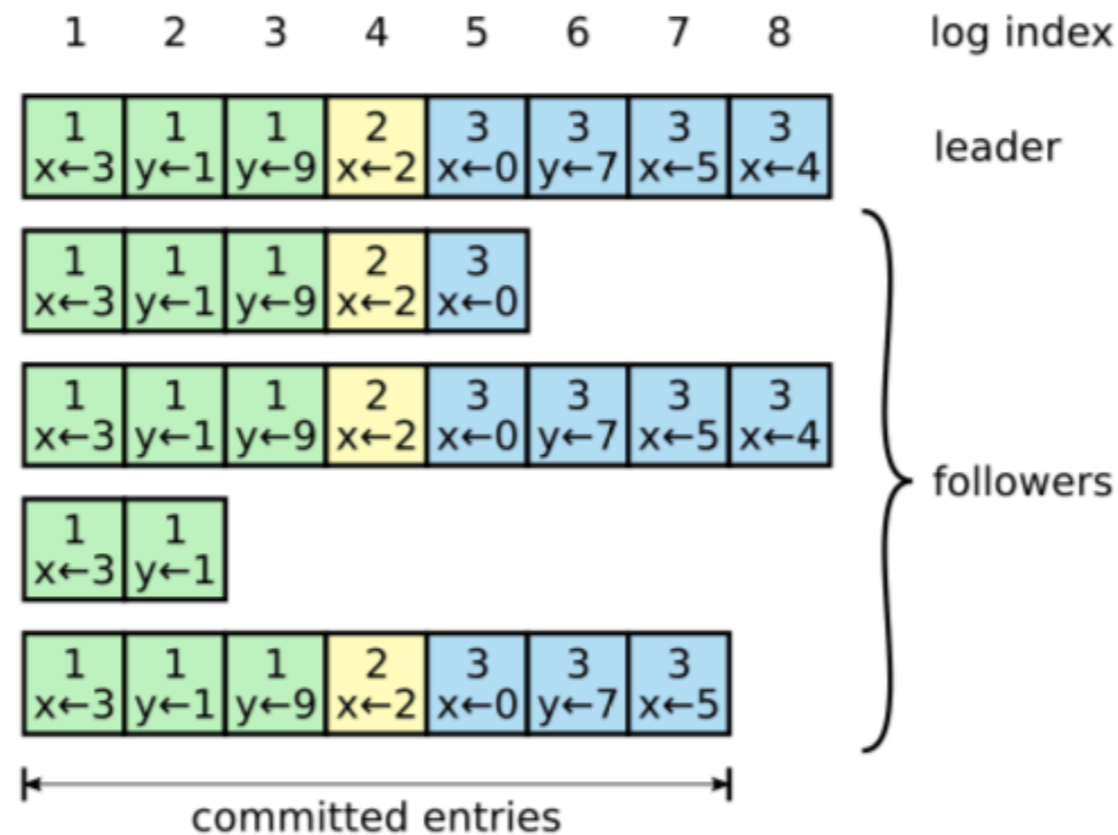 1 2 3 4 5 6 7 8 log index
1 1 1 2 3 3 3 3
x←3 y←1 y←9 x←2 x←0 y←7 x←5 x←4
leader
1 1 1 2 3
x←3 y←1 y←9 x←2 x←0
1 1 1 2 3 3 3 3
x←3 y←1 y←9 x←2 x←0 y←7 x←5 x←4
followers
1 1
x←3 y←1
1 1 1 2 3 3 3
x←3 y←1 y←9 x←2 x←0 y←7 x←5
committed entries